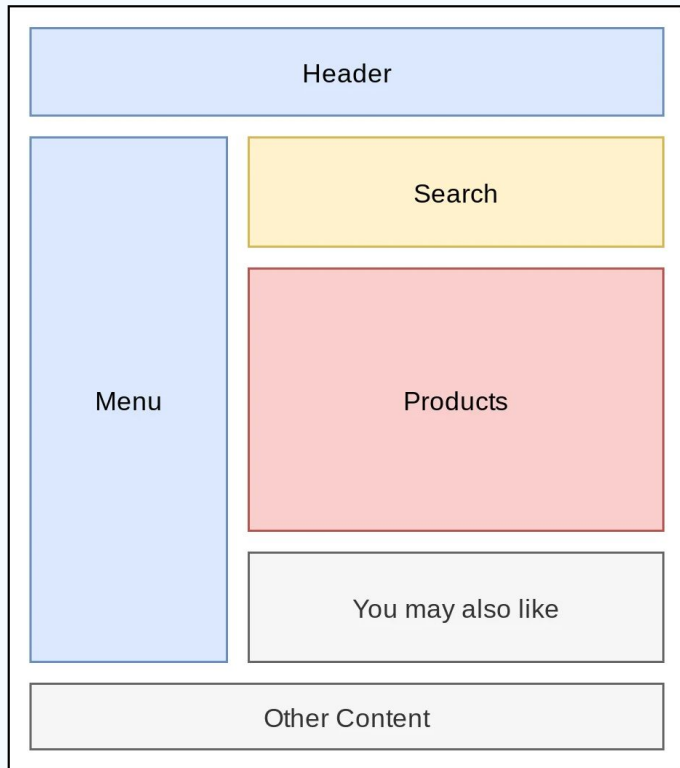 Header
Search
Menu
Products
You may also like
Other Content